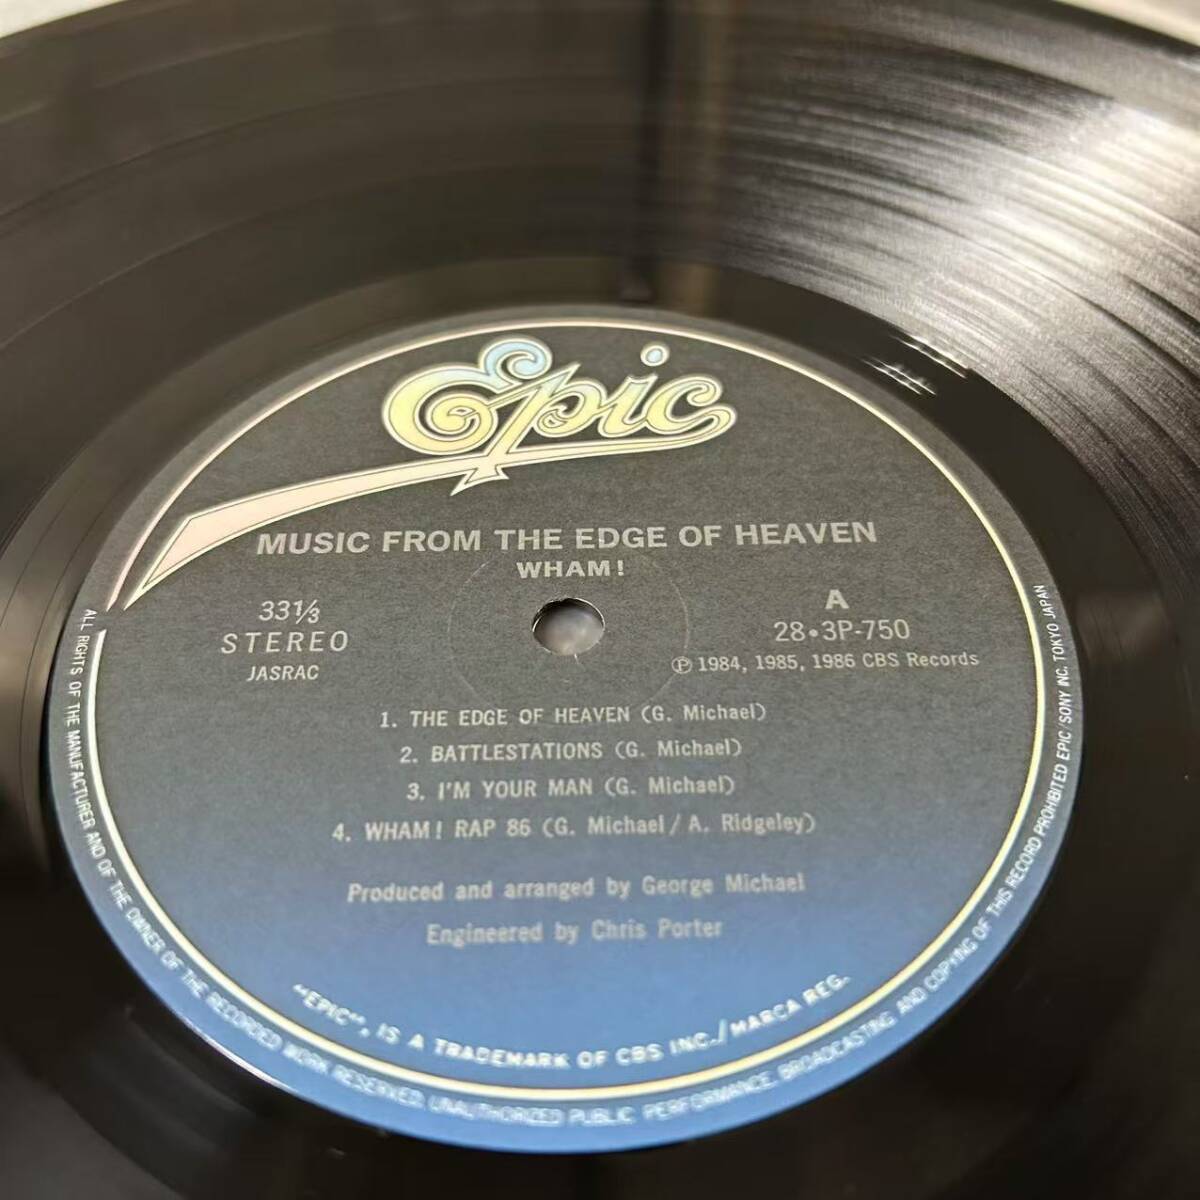 Epic
MUSIC FROM THE EDGE OF HEAVEN
WHAM!
33⅓
STEREO
JASRAC
A
28・3P-750
Ⓟ 1984, 1985, 1986 CBS Records
1. THE EDGE OF HEAVEN (G. Michael)
2. BATTLESTATIONS (G. Michael)
3. I'M YOUR MAN (G. Michael)
4. WHAM! RAP 86 (G. Michael / A. Ridgeley)
Produced and arranged by George Michael
Engineered by Chris Porter
"EPIC", IS A TRADEMARK OF CBS INC./MARCA REG.
ALL RIGHTS OF THE MANUFACTURER AND OF THE OWNER OF THE RECORDED WORK RESERVED. UNAUTHORIZED PUBLIC PERFORMANCE, BROADCASTING AND COPYING OF THIS RECORD PROHIBITED EPIC/SONY INC. TOKYO JAPAN